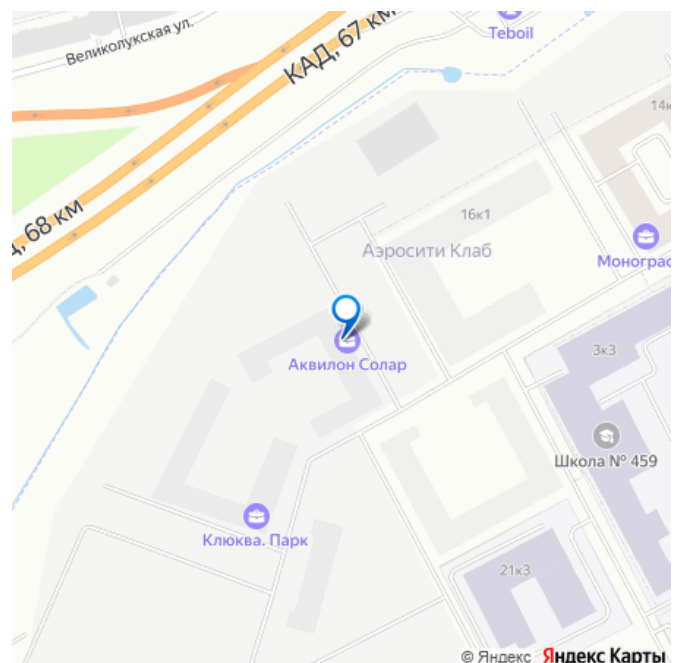 Великолукская ул.
Teboil
КАД, 67 км
14к
Д, 68 км
16к1
Аэросити Клаб
Монограф
Аквилон Солар
3к3
Школа № 459
Клюква. Парк
21к3
© Яндекс Яндекс Карты